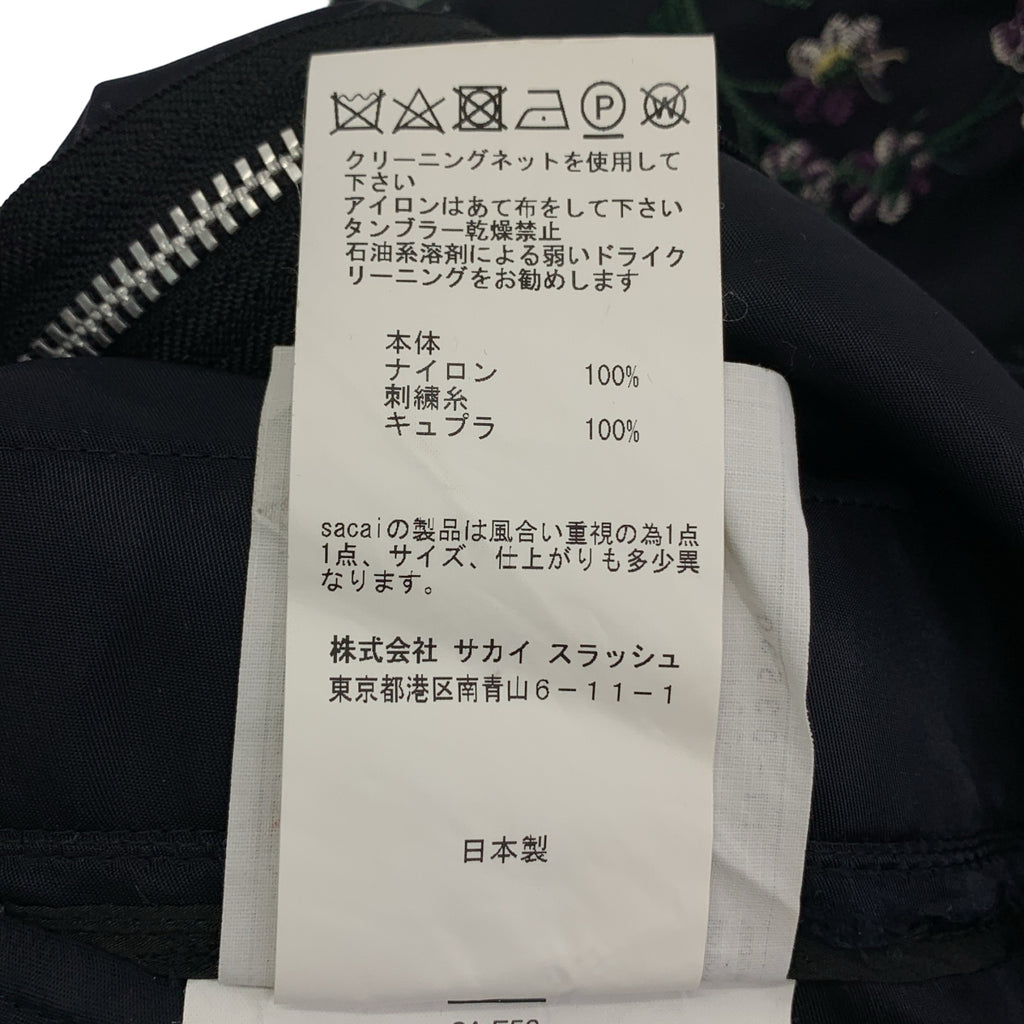 クリーニングネットを使用して
下さい
アイロンはあて布をして下さい
タンブラー乾燥禁止
石油系溶剤による弱いドライク
リーニングをお勧めします
本体
ナイロン 100%
刺繍糸
キュプラ 100%
sacaiの製品は風合い重視の為1点
1点、サイズ、仕上がりも多少異
なります。
株式会社 サカイ スラッシュ
東京都港区南青山6-11-1
日本製